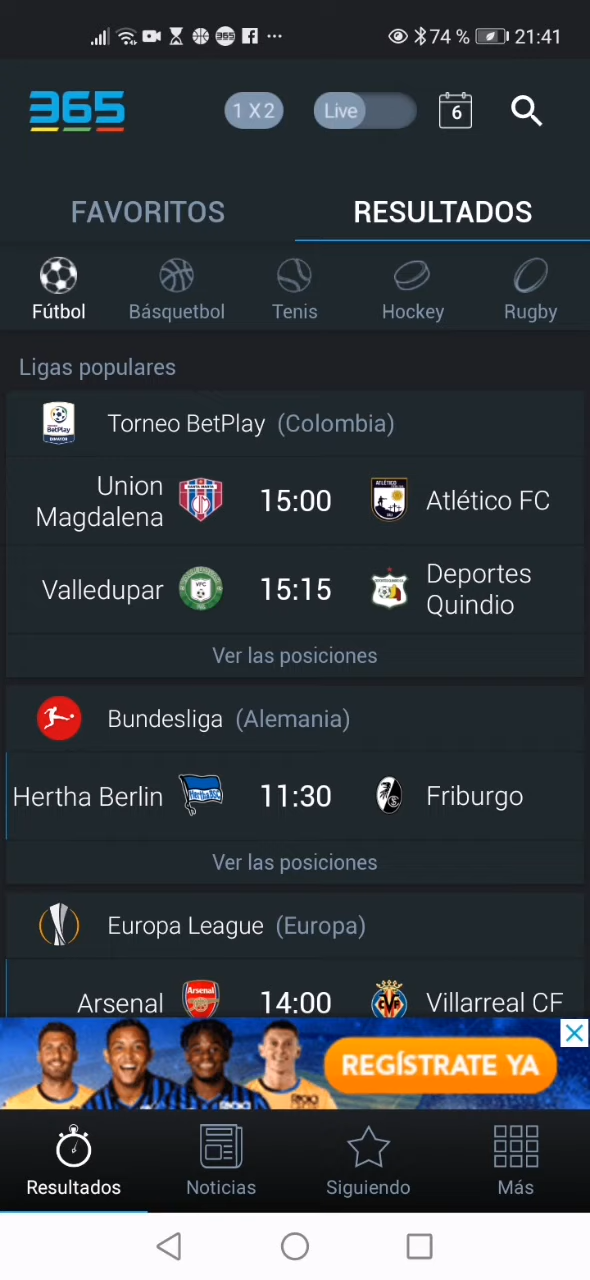 74 % 21:41
365
1 X 2
Live
6
FAVORITOS
RESULTADOS
Fútbol
Básquetbol
Tenis
Hockey
Rugby
Ligas populares
Torneo BetPlay (Colombia)
Union
Magdalena
15:00
Atlético FC
Valledupar
15:15
Deportes
Quindio
Ver las posiciones
Bundesliga (Alemania)
Hertha Berlin
11:30
Friburgo
Ver las posiciones
Europa League (Europa)
Arsenal
14:00
Villarreal CF
REGÍSTRATE YA
Resultados
Noticias
Siguiendo
Más